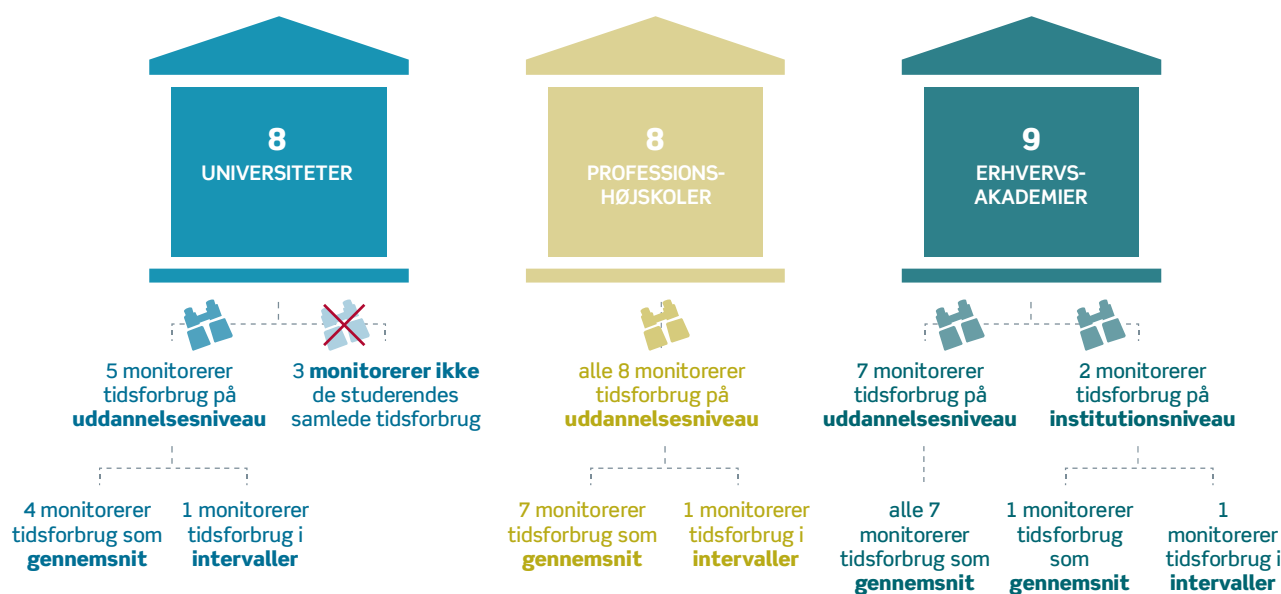 8
UNIVERSITETER
8
PROFESSIONS-
HØJSKOLER
9
ERHVERVS-
AKADEMIER
5 monitorerer
tidsforbrug på
uddannelsesniveau
3 monitorerer ikke
de studerendes
samlede tidsforbrug
alle 8 monitorerer
tidsforbrug på
uddannelsesniveau
7 monitorerer
tidsforbrug på
uddannelsesniveau
2 monitorerer
tidsforbrug på
institutionsniveau
4 monitorerer
tidsforbrug som
gennemsnit
1 monitorerer
tidsforbrug i
intervaller
7 monitorerer
tidsforbrug som
gennemsnit
1 monitorerer
tidsforbrug i
intervaller
alle 7
monitorerer
tidsforbrug som
gennemsnit
1 monitorerer
tidsforbrug
som
gennemsnit
1
monitorerer
tidsforbrug i
intervaller